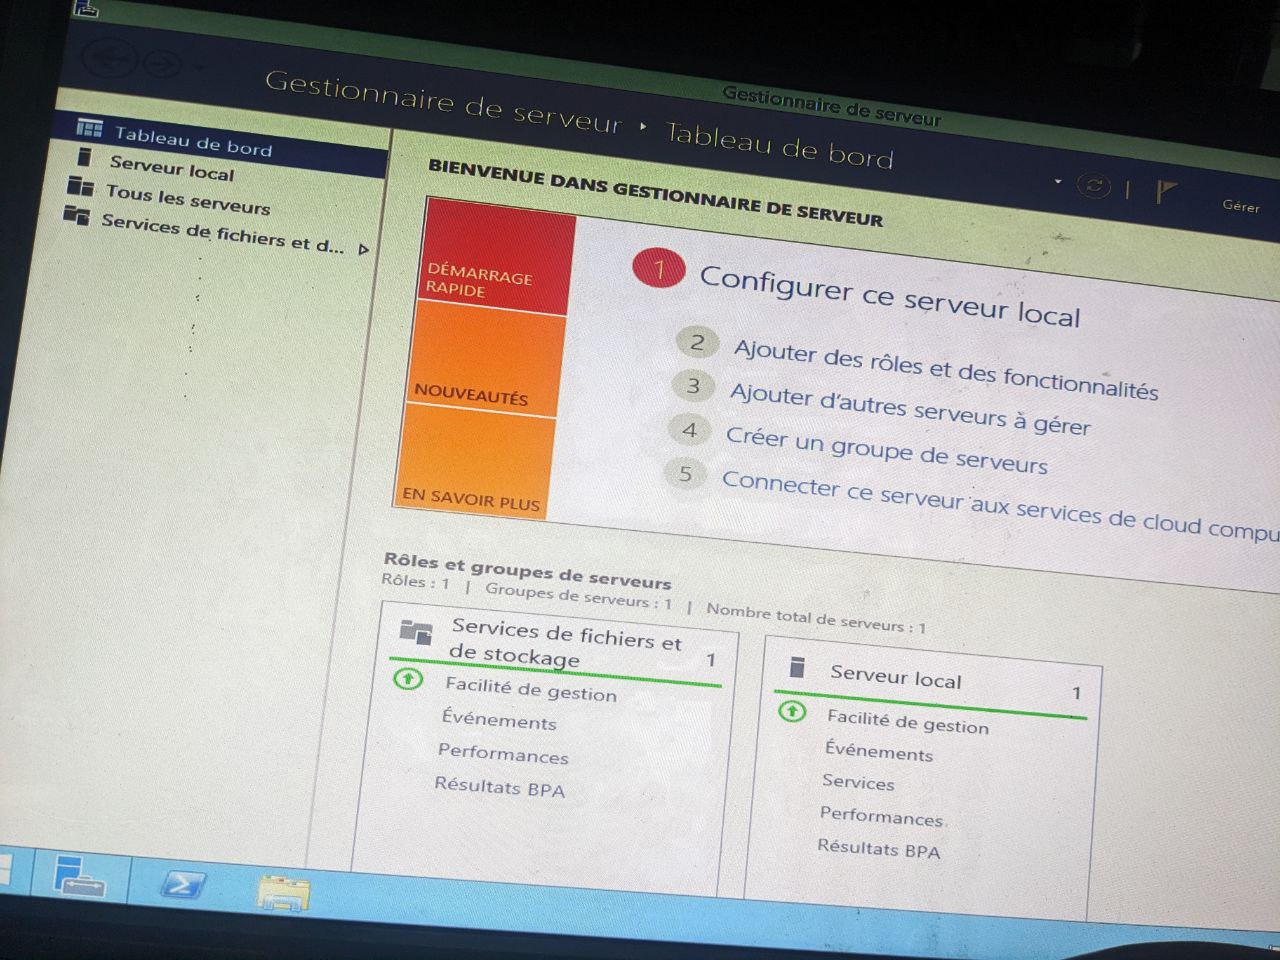 Gestionnaire de serveur
Gestionnaire de serveur ‣ Tableau de bord
Gérer
Tableau de bord
Serveur local
Tous les serveurs
Services de fichiers et d...
BIENVENUE DANS GESTIONNAIRE DE SERVEUR
DÉMARRAGE
RAPIDE
NOUVEAUTÉS
EN SAVOIR PLUS
1 Configurer ce serveur local
2 Ajouter des rôles et des fonctionnalités
3 Ajouter d'autres serveurs à gérer
4 Créer un groupe de serveurs
5 Connecter ce serveur aux services de cloud compu
Rôles et groupes de serveurs
Rôles : 1 | Groupes de serveurs : 1 | Nombre total de serveurs : 1
Services de fichiers et
de stockage 1
Facilité de gestion
Événements
Performances
Résultats BPA
Serveur local 1
Facilité de gestion
Événements
Services
Performances
Résultats BPA